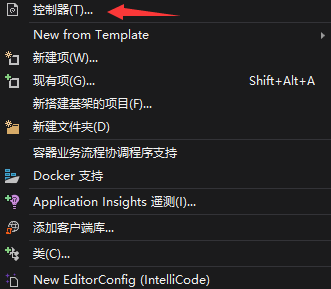 控制器(T)...
New from Template
新建项(W)...
现有项(G)... Shift+Alt+A
新搭建基架的项目(F)...
新建文件夹(D)
容器业务流程协调程序支持
Docker 支持
Application Insights 遥测(I)...
添加客户端库...
类(C)...
New EditorConfig (IntelliCode)